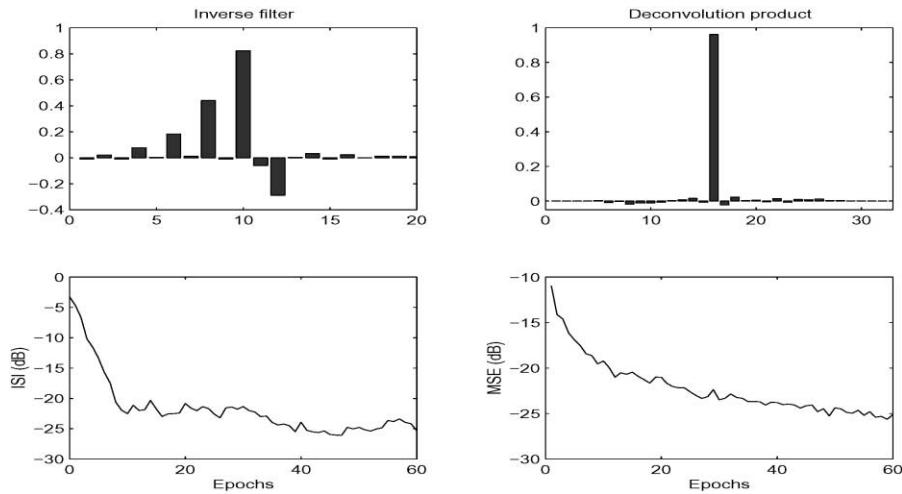 Inverse filter
1
0.8
0.6
0.4
0.2
0
−0.2
−0.4
0 5 10 15 20
Deconvolution product
1
0.8
0.6
0.4
0.2
0
0 10 20 30
0
−5
−10
−15
−20
−25
−30
ISI (dB)
0 20 40 60
Epochs
−10
−15
−20
−25
−30
MSE (dB)
0 20 40 60
Epochs